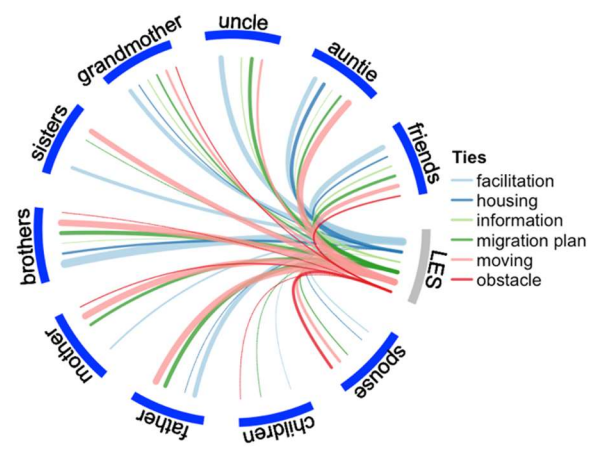 uncle
grandmother
auntie
sisters
friends
brothers
LES
mother
spouse
father
children
Ties
facilitation
housing
information
migration plan
moving
obstacle